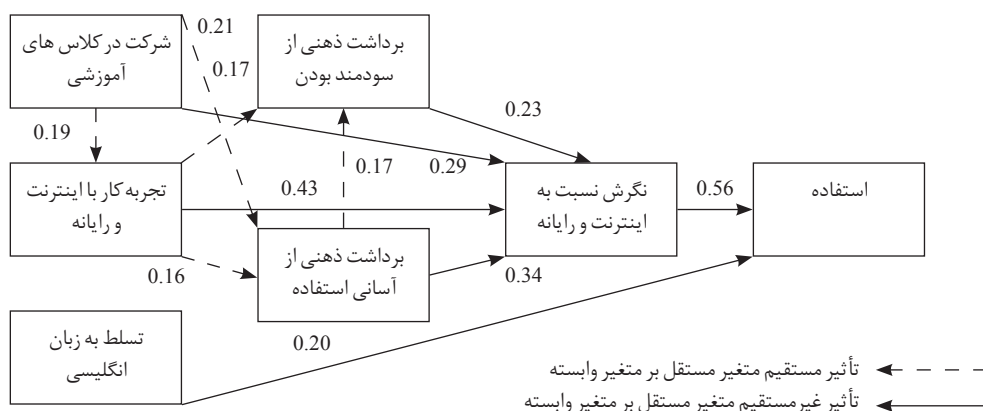 شرکت در کلاس های
آموزشی
0.21
برداشت ذهنی از
سودمند بودن
0.17
0.23
0.19
تجربه کار با اینترنت
و رایانه
0.43
0.17
0.29
نگرش نسبت به
اینترنت و رایانه
0.56
استفاده
0.16
برداشت ذهنی از
آسانی استفاده
0.34
تسلط به زبان
انگلیسی
0.20
تأثیر مستقیم متغیر مستقل بر متغیر وابسته
تأثیر غیرمستقیم متغیر مستقل بر متغیر وابسته